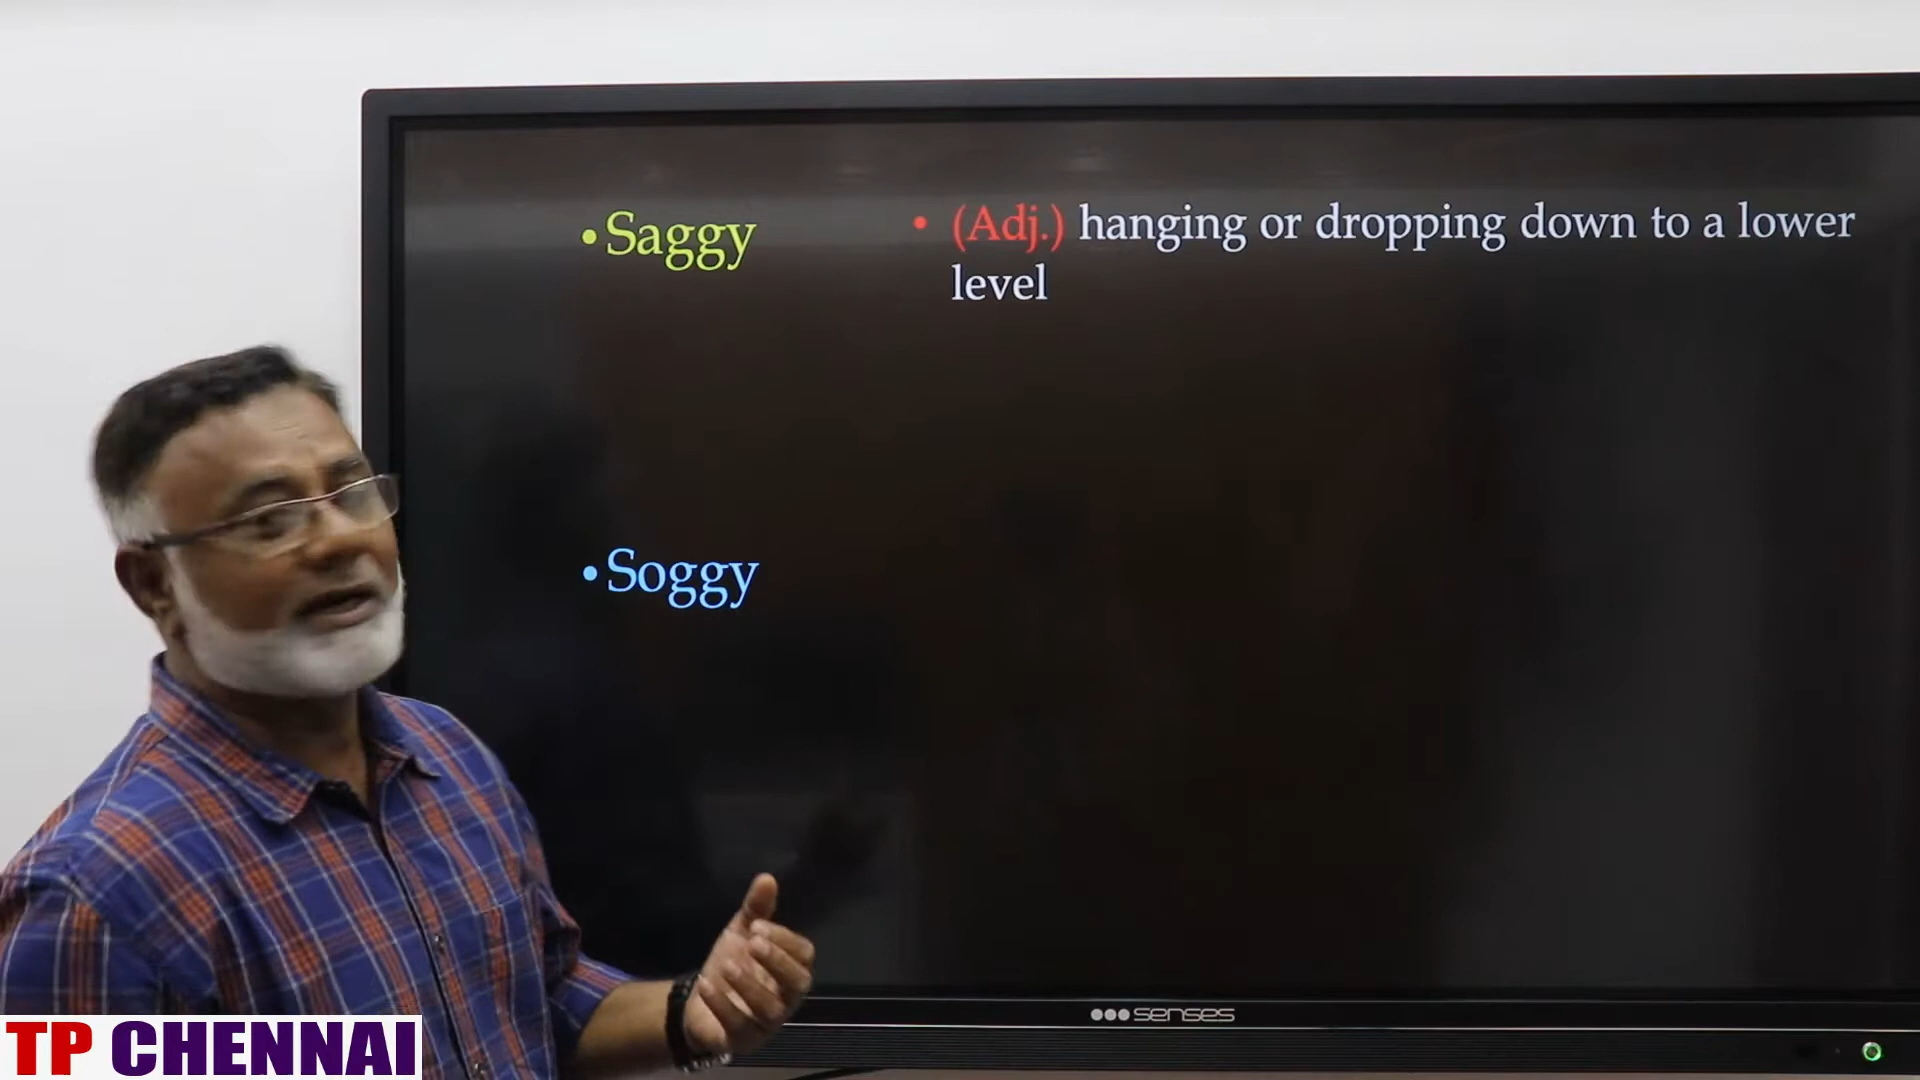 •Saggy
• (Adj.) hanging or dropping down to a lower
level
•Soggy
senses
TP CHENNAI